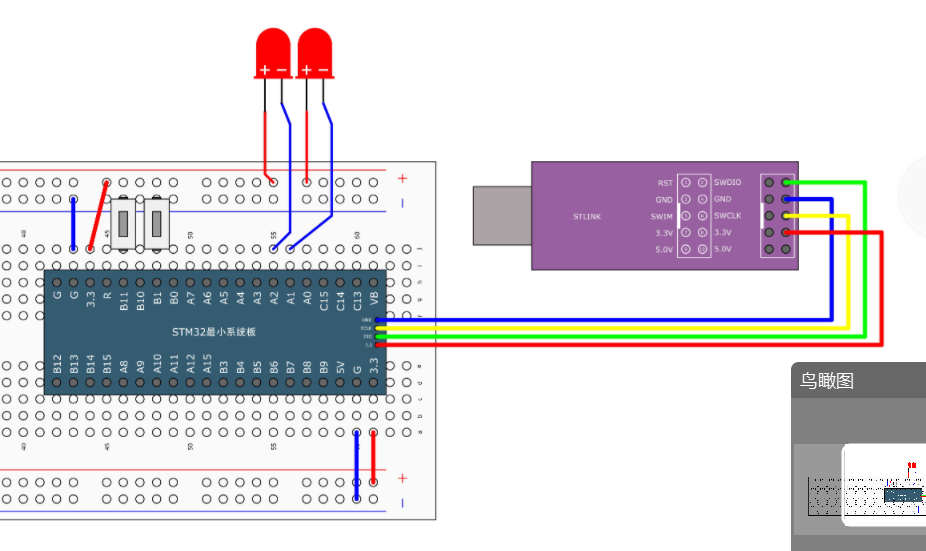 + − + −
+
−
40 45 50 55 60
j
i
h
g
f
G G 3.3 R B11 B10 B1 B0 A7 A6 A5 A4 A3 A2 A1 A0 C15 C14 C13 VB
STM32最小系统板
GND
SCLK
SIO
3.3
B12 B13 B14 B15 A8 A9 A10 A11 A12 A15 B3 B4 B5 B6 B7 B8 B9 5V G 3.3
e
d
c
b
a
40 45 50 55
+
−
STLINK
RST SWDIO
GND GND
SWIM SWCLK
3.3V 3.3V
5.0V 5.0V
鸟瞰图